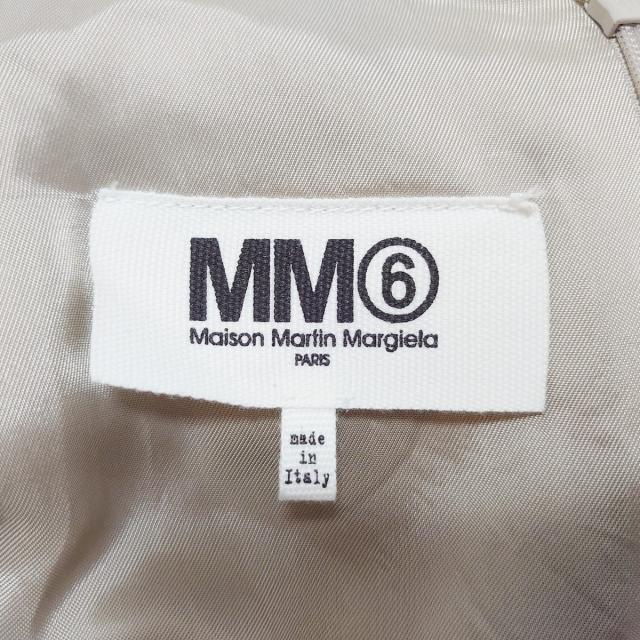 MM⑥
Maison Martin Margiela
PARIS
made
in
Italy